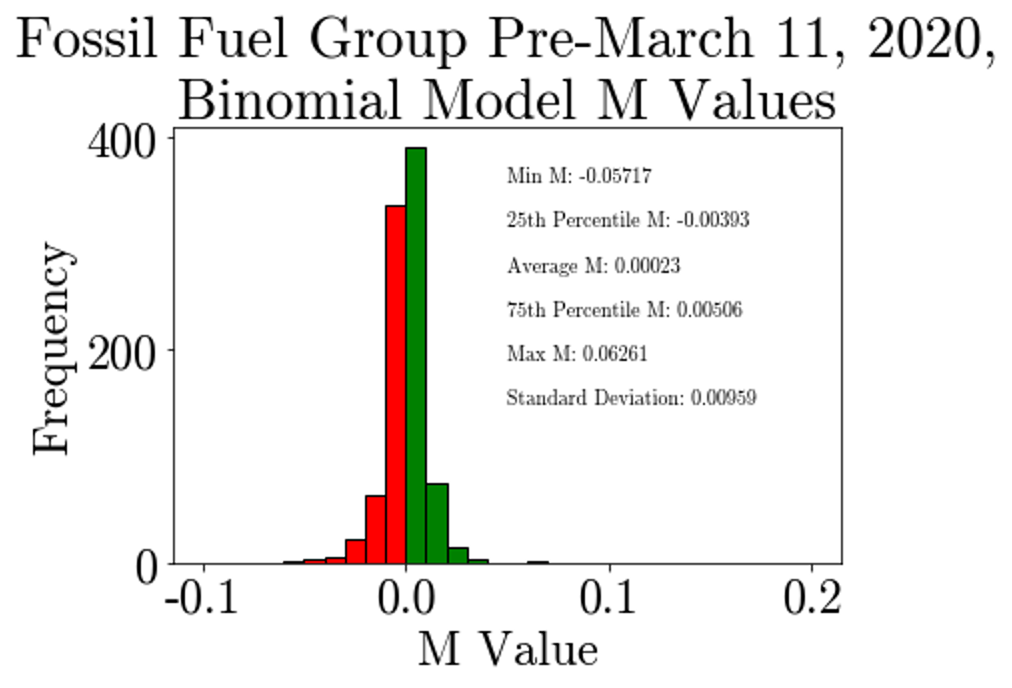 Fossil Fuel Group Pre-March 11, 2020,
Binomial Model M Values
400
200
0
Frequency
Min M: -0.05717
25th Percentile M: -0.00393
Average M: 0.00023
75th Percentile M: 0.00506
Max M: 0.06261
Standard Deviation: 0.00959
-0.1 0.0 0.1 0.2
M Value